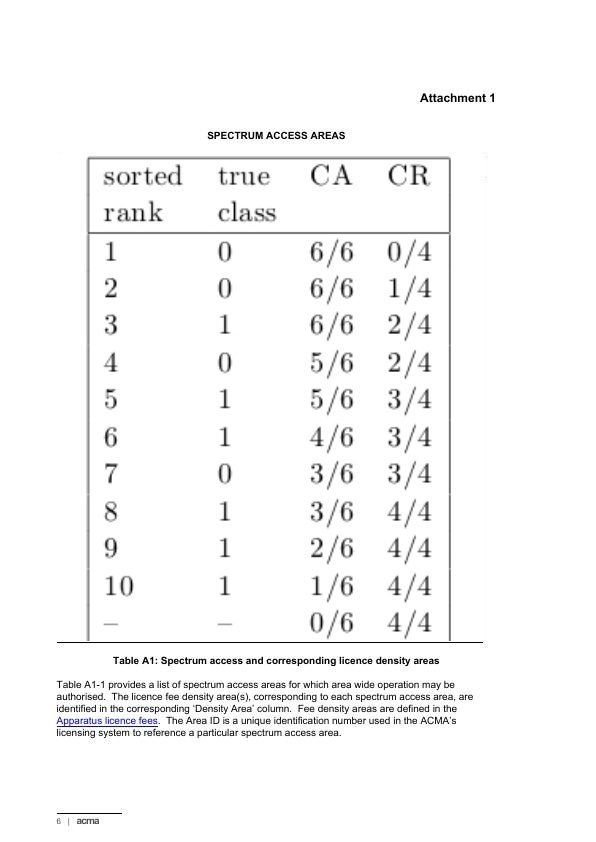 Attachment 1
SPECTRUM ACCESS AREAS
sorted true CA CR
rank class
1 0 6/6 0/4
2 0 6/6 1/4
3 1 6/6 2/4
4 0 5/6 2/4
5 1 5/6 3/4
6 1 4/6 3/4
7 0 3/6 3/4
8 1 3/6 4/4
9 1 2/6 4/4
10 1 1/6 4/4
– – 0/6 4/4
Table A1: Spectrum access and corresponding licence density areas
Table A1-1 provides a list of spectrum access areas for which area wide operation may be
authorised.  The licence fee density area(s), corresponding to each spectrum access area, are
identified in the corresponding ‘Density Area’ column.  Fee density areas are defined in the
Apparatus licence fees.  The Area ID is a unique identification number used in the ACMA’s
licensing system to reference a particular spectrum access area.
6 | acma